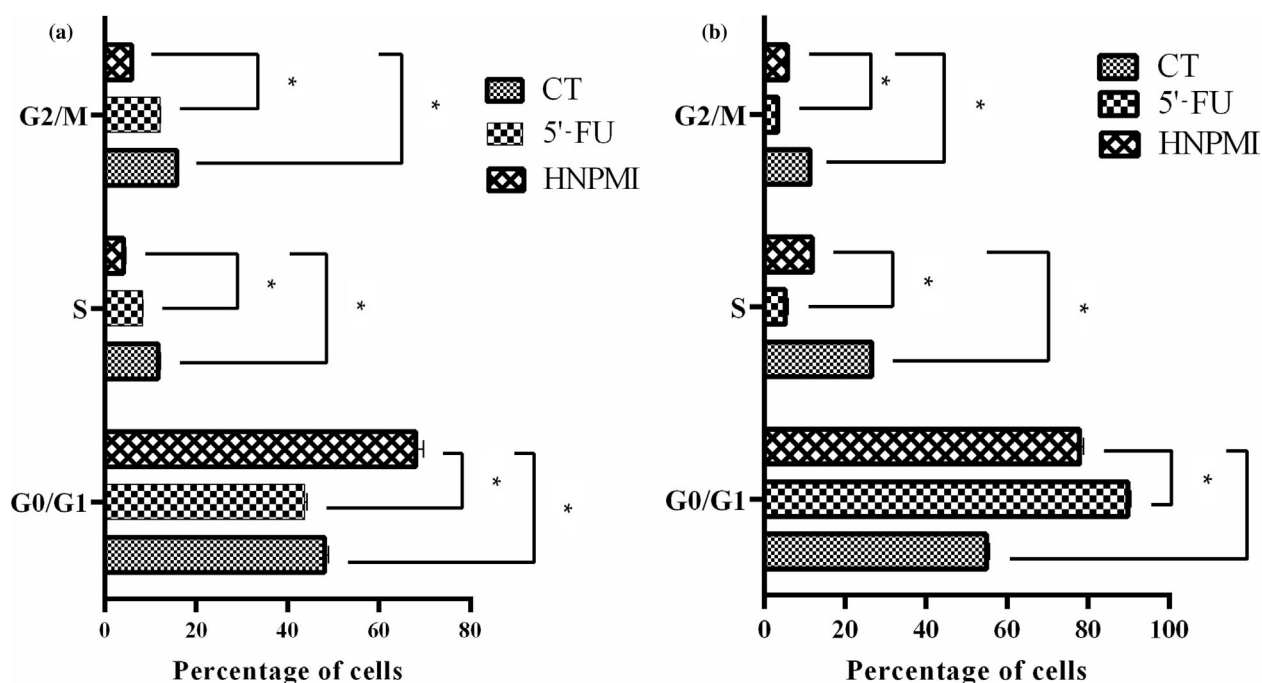 (a)
*
G2/M
*
CT
5'-FU
HNPMI
S
*
*
G0/G1
*
*
0 20 40 60 80
Percentage of cells
(b)
*
G2/M
*
CT
5'-FU
HNPMI
S
*
*
G0/G1
*
0 20 40 60 80 100
Percentage of cells